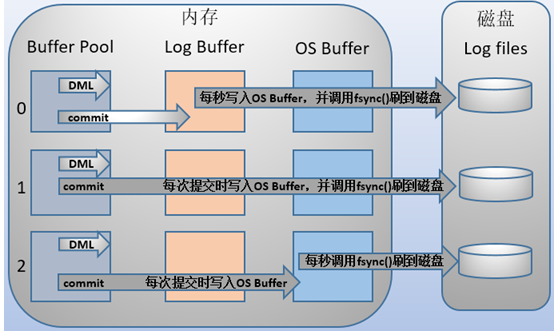 内存
磁盘
Buffer Pool
Log Buffer
OS Buffer
Log files
0
DML
commit
每秒写入OS Buffer，并调用fsync()刷到磁盘
1
DML
commit
每次提交时写入OS Buffer，并调用fsync()刷到磁盘
2
DML
commit
每次提交时写入OS Buffer
每秒调用fsync()刷到磁盘